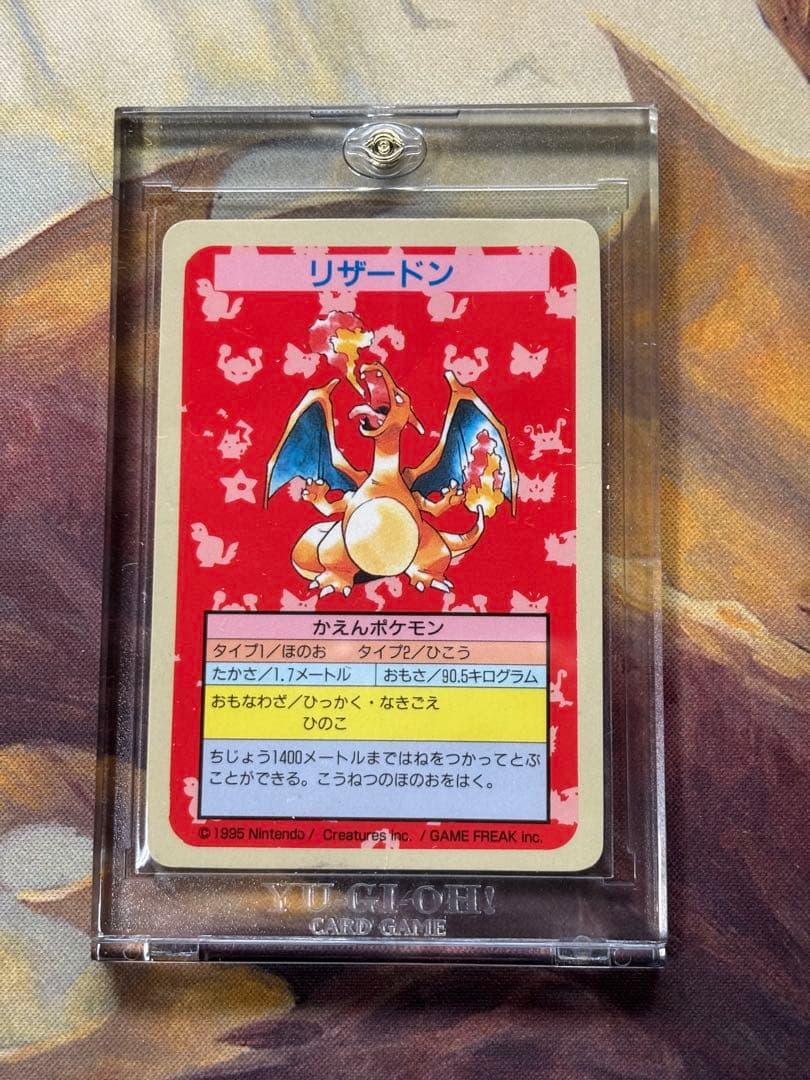 リザードン
かえんポケモン
タイプ1/ほのお タイプ2/ひこう
たかさ/1.7メートル おもさ/90.5キログラム
おもなわざ/ひっかく・なきごえ
ひのこ
ちじょう1400メートルまではねをつかってとぶ
ことができる。こうねつのほのおをはく。
©1995 Nintendo / Creatures inc. / GAME FREAK inc.
YU-GI-OH!
CARD GAME